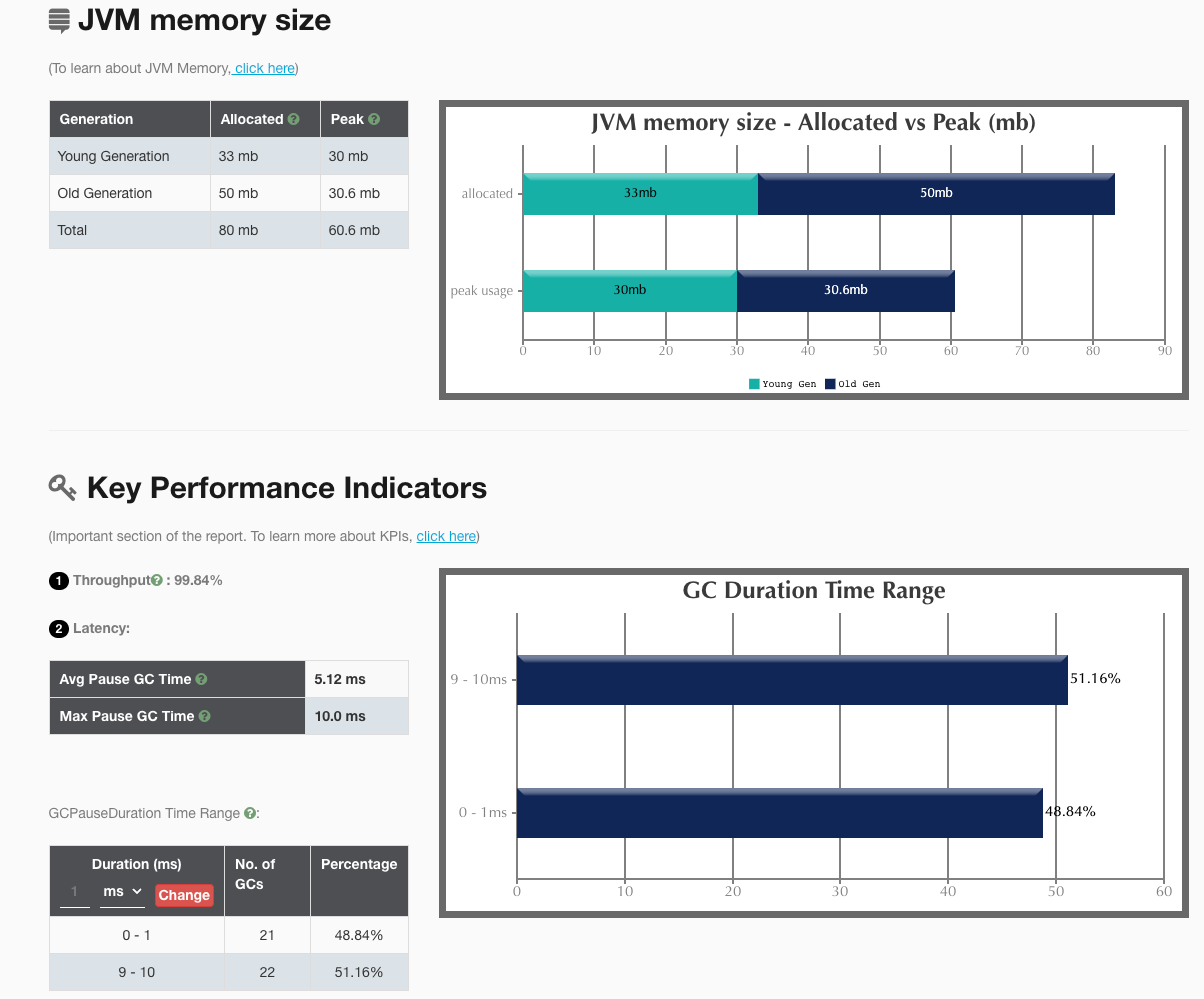 JVM memory size
(To learn about JVM Memory, click here)
Generation Allocated ? Peak ?
Young Generation 33 mb 30 mb
Old Generation 50 mb 30.6 mb
Total 80 mb 60.6 mb
JVM memory size - Allocated vs Peak (mb)
allocated 33mb 50mb
peak usage 30mb 30.6mb
0 10 20 30 40 50 60 70 80 90
Young Gen Old Gen
Key Performance Indicators
(Important section of the report. To learn more about KPIs, click here)
1 Throughput? : 99.84%
2 Latency:
Avg Pause GC Time ? 5.12 ms
Max Pause GC Time ? 10.0 ms
GCPauseDuration Time Range ?:
Duration (ms) No. of GCs Percentage
1 ms Change
0 - 1 21 48.84%
9 - 10 22 51.16%
GC Duration Time Range
9 - 10ms 51.16%
0 - 1ms 48.84%
0 10 20 30 40 50 60